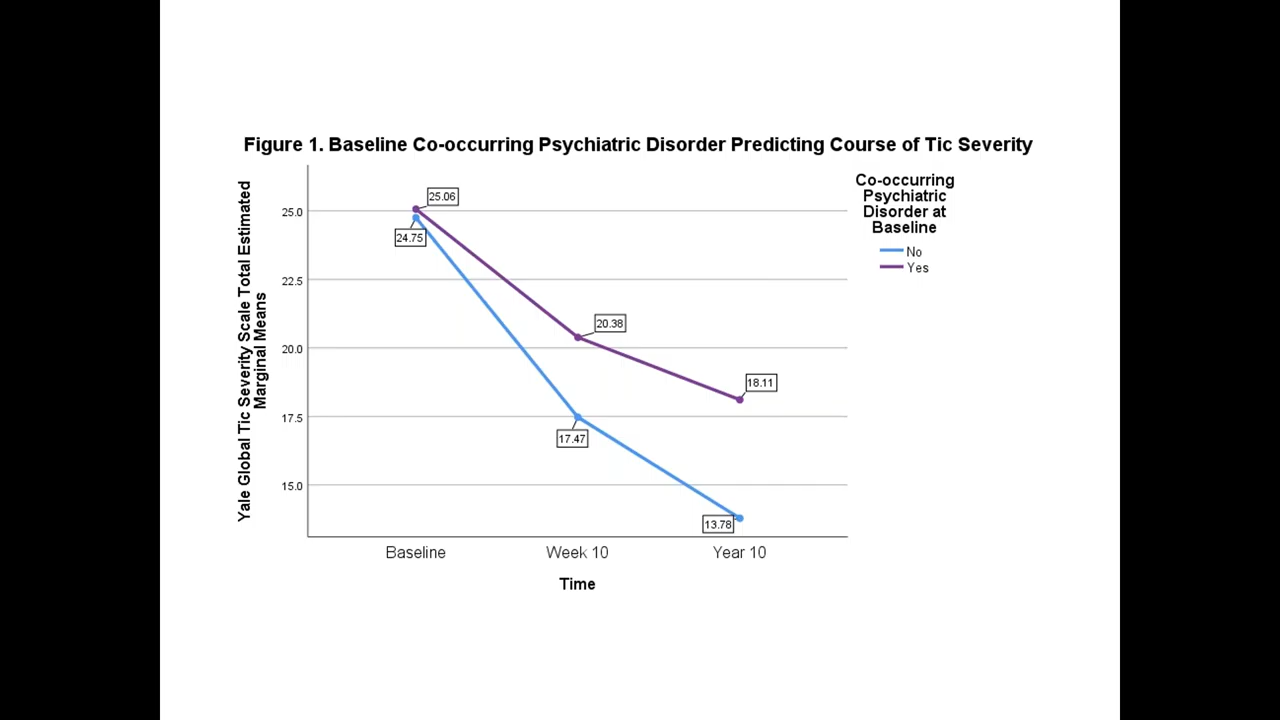 Figure 1. Baseline Co-occurring Psychiatric Disorder Predicting Course of Tic Severity
Yale Global Tic Severity Scale Total Estimated
Marginal Means
25.0
22.5
20.0
17.5
15.0
25.06
24.75
20.38
17.47
18.11
13.78
Baseline
Week 10
Year 10
Time
Co-occurring
Psychiatric
Disorder at
Baseline
No
Yes